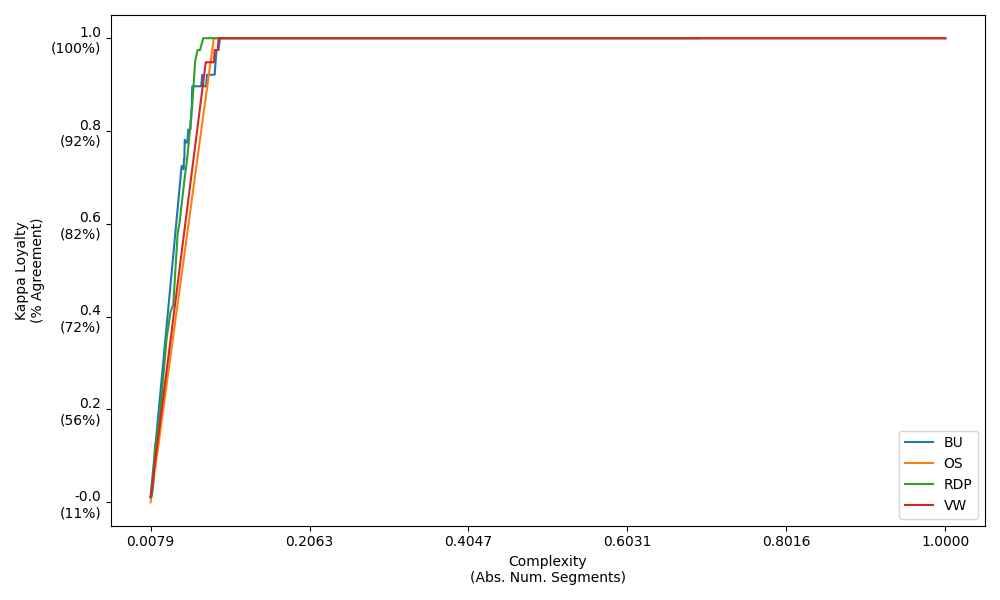 1.0
(100%)
0.8
(92%)
0.6
(82%)
0.4
(72%)
0.2
(56%)
-0.0
(11%)
Kappa Loyalty
(% Agreement)
BU
OS
RDP
VW
0.0079
0.2063
0.4047
0.6031
0.8016
1.0000
Complexity
(Abs. Num. Segments)